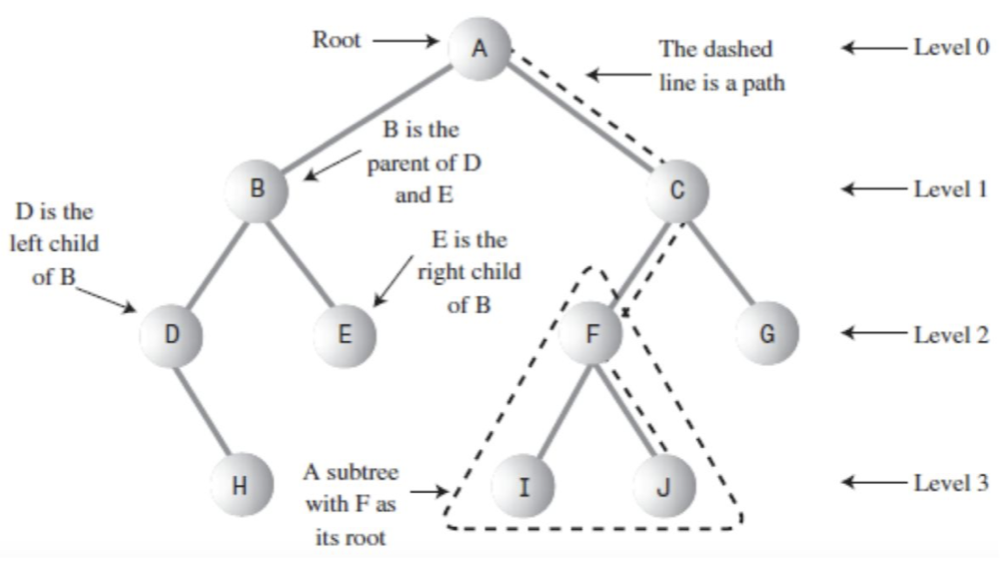 Root
A
The dashed
line is a path
Level 0
B is the
parent of D
and E
B
C
Level 1
D is the
left child
of B
E is the
right child
of B
D
E
F
G
Level 2
A subtree
with F as
its root
H
I
J
Level 3